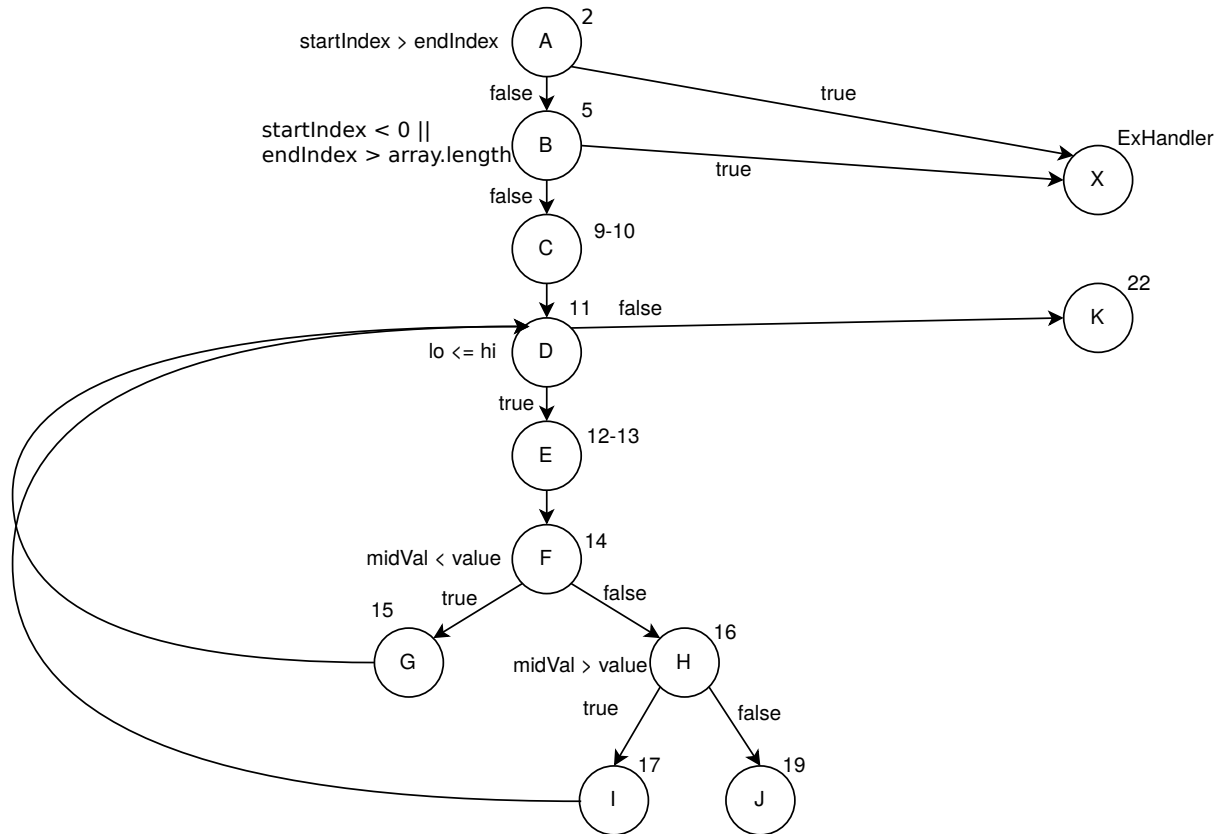 2
startIndex > endIndex
A
true
false
5
startIndex < 0 ||
endIndex > array.length
B
true
ExHandler
X
false
C
9-10
11
false
22
K
lo <= hi
D
true
E
12-13
midVal < value
F
14
true
false
15
G
16
midVal > value
H
true
false
17
I
19
J